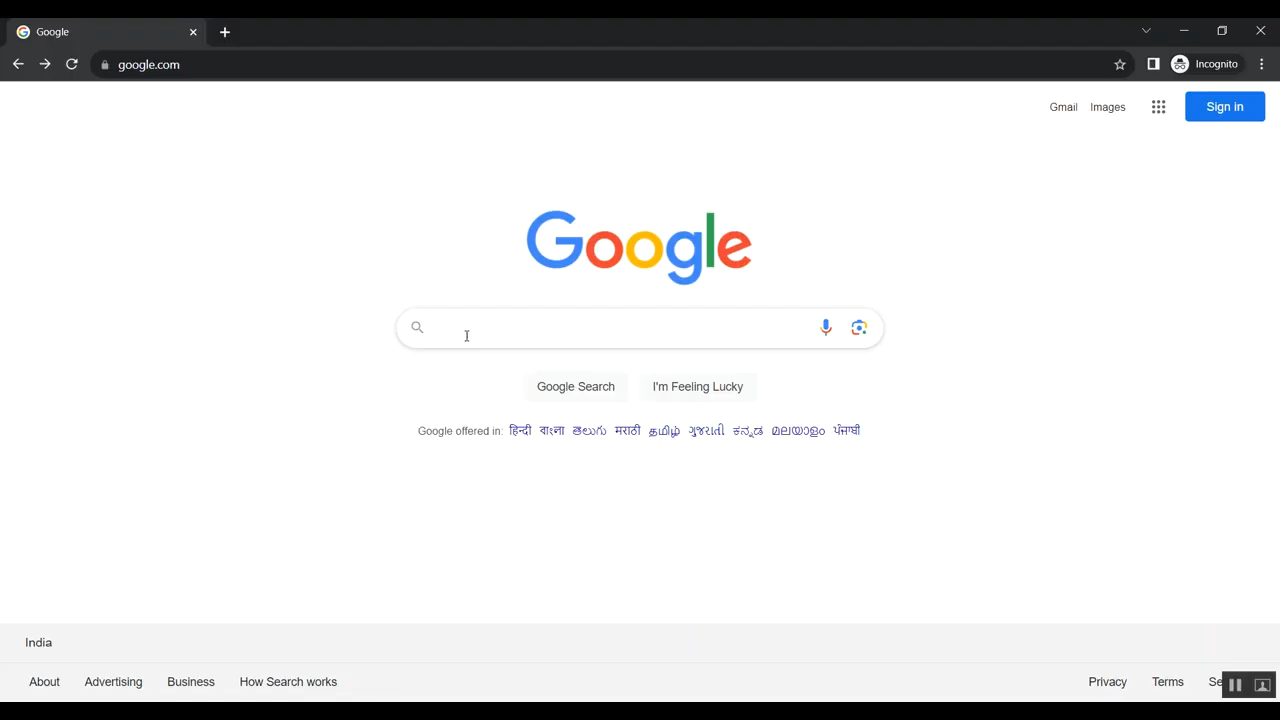 Google
google.com
Incognito
Gmail Images Sign in
Google
Google Search I'm Feeling Lucky
Google offered in: हिन्दी বাংলা తెలుగు मराठी தமிழ் ગુજરાતી ಕನ್ನಡ മലയാളം ਪੰਜਾਬੀ
India
About Advertising Business How Search works Privacy Terms